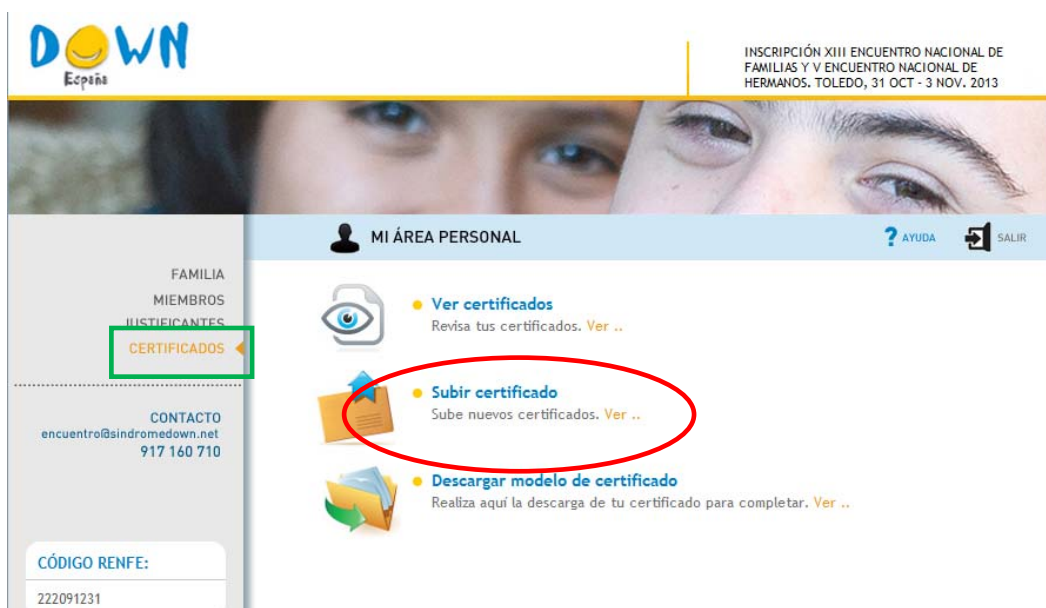 DOWN
España
INSCRIPCIÓN XIII ENCUENTRO NACIONAL DE
FAMILIAS Y V ENCUENTRO NACIONAL DE
HERMANOS. TOLEDO, 31 OCT - 3 NOV. 2013
MI ÁREA PERSONAL
? AYUDA
SALIR
FAMILIA
MIEMBROS
JUSTIFICANTES
CERTIFICADOS
CONTACTO
encuentro@sindromedown.net
917 160 710
CÓDIGO RENFE:
222091231
Ver certificados
Revisa tus certificados. Ver ..
Subir certificado
Sube nuevos certificados. Ver ..
Descargar modelo de certificado
Realiza aquí la descarga de tu certificado para completar. Ver ..